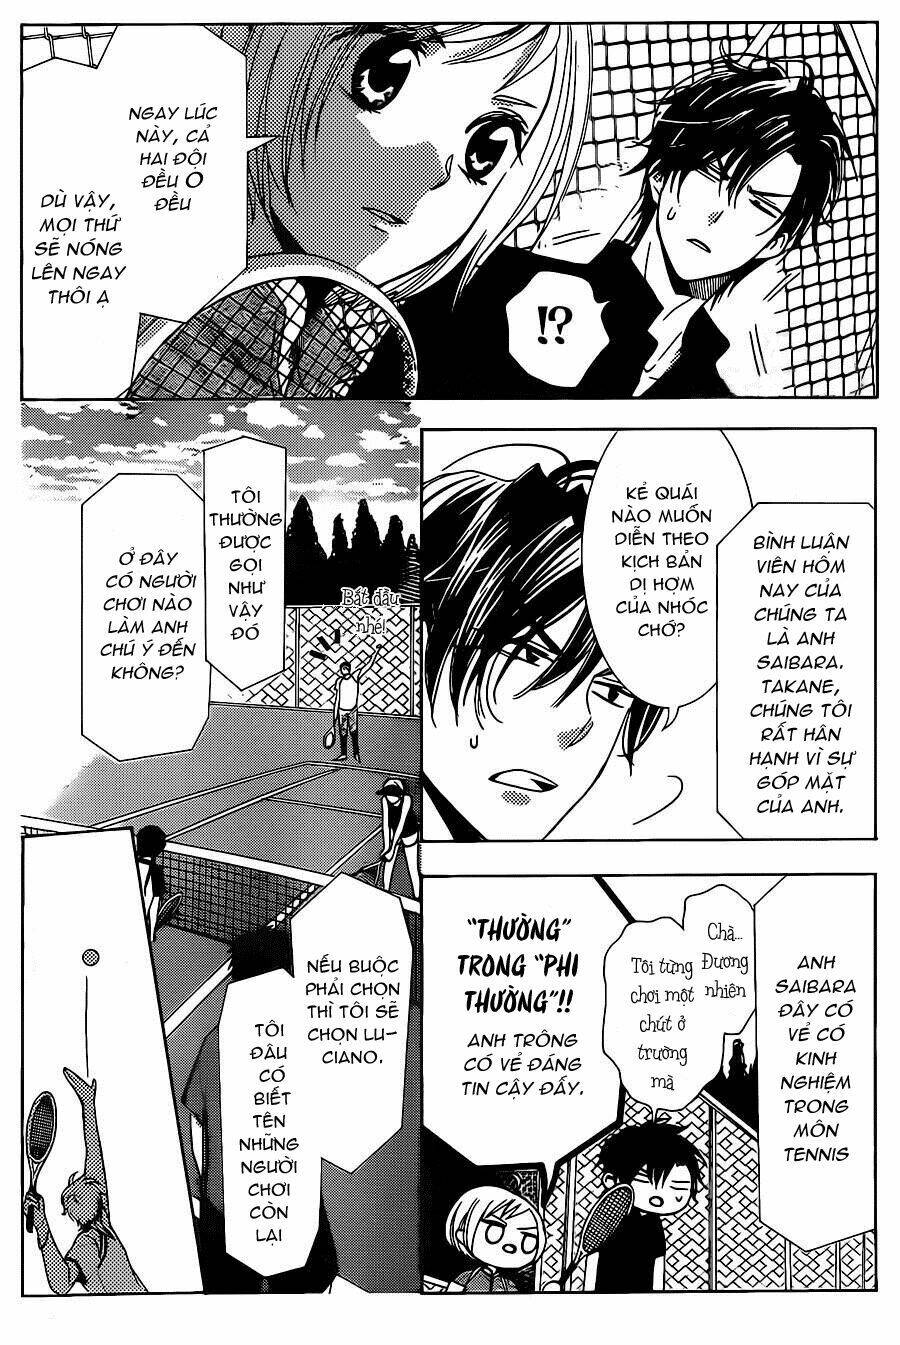 NGAY LÚC
NÀY, CẢ
HAI ĐỘI
ĐỀU Ở
ĐỀU
DÙ VẬY,
MỌI THỨ
SẼ NÓNG
LÊN NGAY
THÔI Ạ
!?
BÌNH LUẬN
VIÊN HÔM
NAY CỦA
CHÚNG TA
LÀ ANH
SAIBARA.
TAKANE,
CHÚNG TÔI
RẤT HÂN
HẠNH VÌ SỰ
GÓP MẶT
CỦA ANH.
KẺ QUÁI
NÀO MUỐN
DIỄN THEO
KỊCH BẢN
DỊ HỢM
CỦA NHÓC
CHỚ?
TÔI
THƯỜNG
ĐƯỢC
GỌI
NHƯ
VẬY
ĐÓ
Ở ĐÂY
CÓ NGƯỜI
CHƠI NÀO
LÀM ANH
CHÚ Ý ĐẾN
KHÔNG?
Bắt đầu
nhé!
ANH
SAIBARA
ĐÂY CÓ
VẺ CÓ
KINH
NGHIỆM
TRONG
MÔN
TENNIS
Chà...
Đương
nhiên
Tôi từng
chơi một
chút ở
trường
mà
"THƯỜNG"
TRONG "PHI
THƯỜNG"!!
ANH TRÔNG
CÓ VẺ ĐÁNG
TIN CẬY ĐẤY.
NẾU BUỘC
PHẢI CHỌN
THÌ TÔI SẼ
CHỌN LU-
CIANO.
TÔI
ĐÂU
CÓ
BIẾT
TÊN
NHỮNG
NGƯỜI
CHƠI
CÒN
LẠI